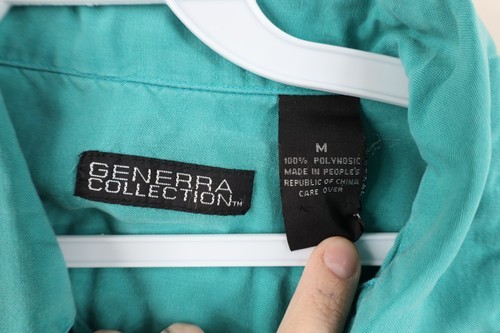 GENERRA
COLLECTION™
M
100% POLYNOSIC
MADE IN PEOPLE'S
REPUBLIC OF CHINA
CARE OVER